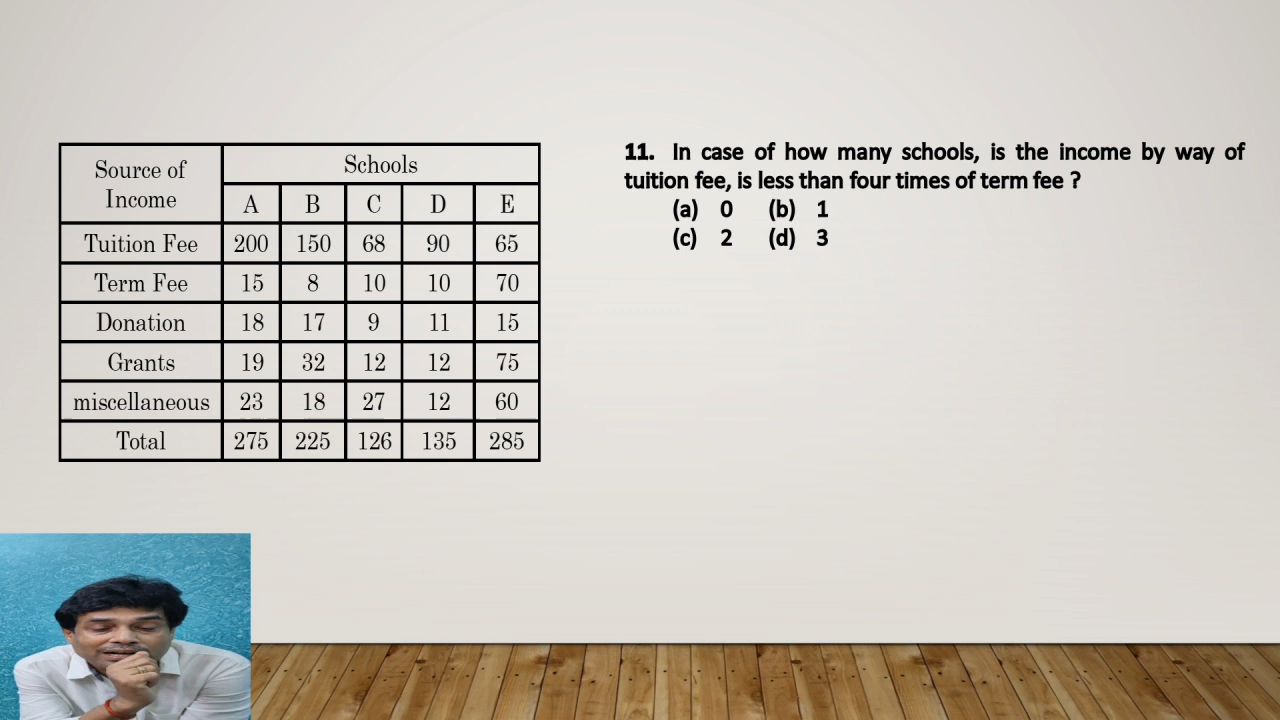 Source of Income Schools
A B C D E
Tuition Fee 200 150 68 90 65
Term Fee 15 8 10 10 70
Donation 18 17 9 11 15
Grants 19 32 12 12 75
miscellaneous 23 18 27 12 60
Total 275 225 126 135 285
11. In case of how many schools, is the income by way of
tuition fee, is less than four times of term fee ?
(a) 0 (b) 1
(c) 2 (d) 3